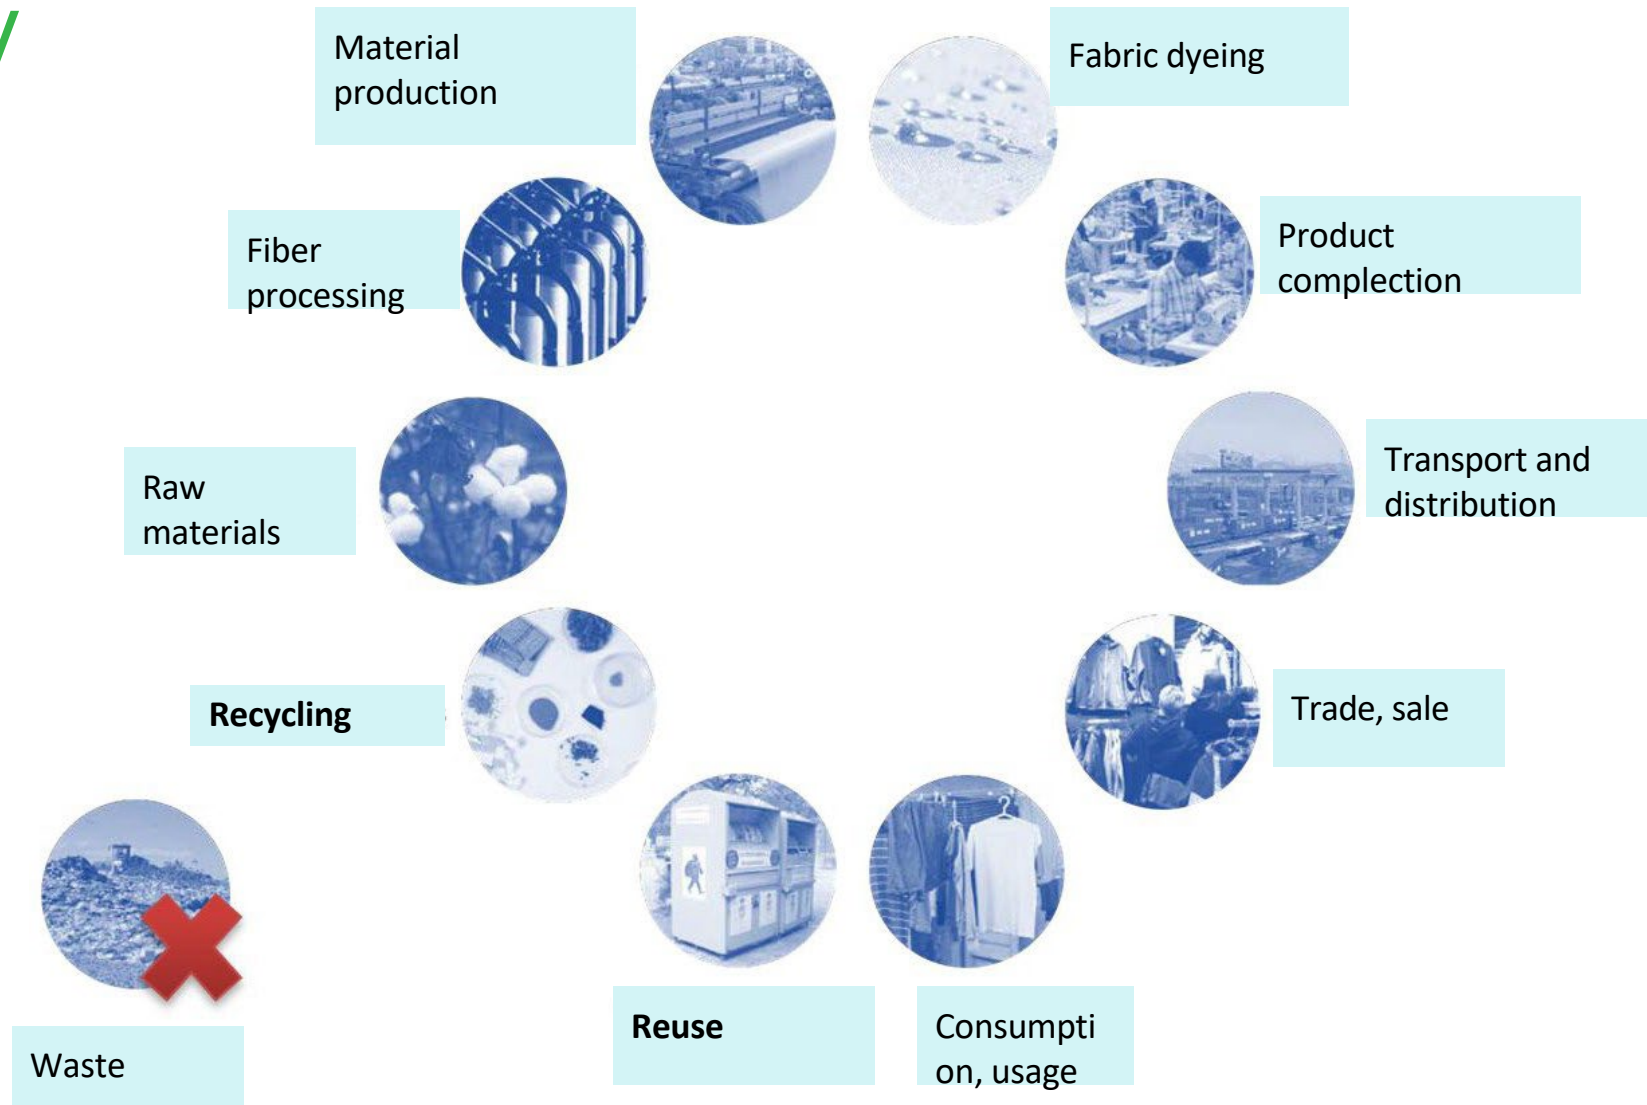 Material
production
Fabric dyeing
Fiber
processing
Product
complection
Raw
materials
Transport and
distribution
Recycling
Trade, sale
Reuse
Consumpti
on, usage
Waste